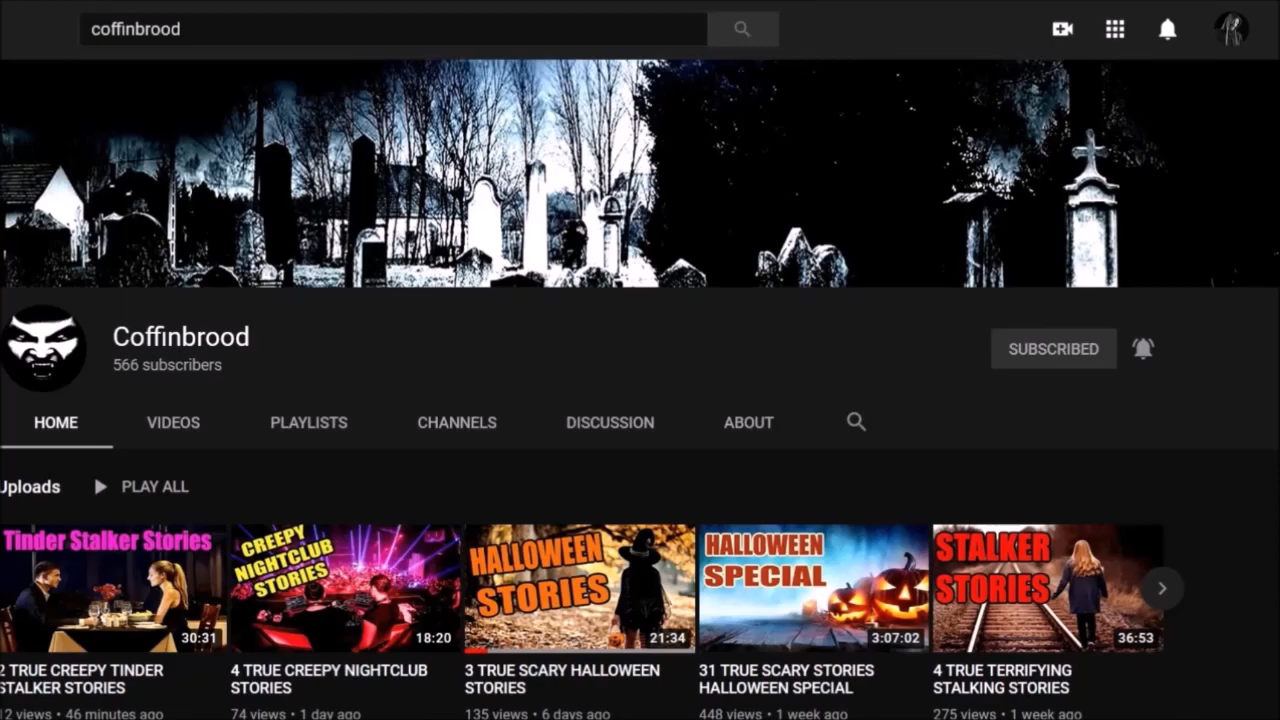 coffinbrood
Coffinbrood
566 subscribers
SUBSCRIBED
HOME VIDEOS PLAYLISTS CHANNELS DISCUSSION ABOUT
Uploads PLAY ALL
Tinder Stalker Stories
30:31
CREEPY
NIGHTCLUB
STORIES
18:20
HALLOWEEN
STORIES
21:34
HALLOWEEN
SPECIAL
3:07:02
STALKER
STORIES
36:53
2 TRUE CREEPY TINDER
STALKER STORIES
2 views • 46 minutes ago
4 TRUE CREEPY NIGHTCLUB
STORIES
74 views • 1 day ago
3 TRUE SCARY HALLOWEEN
STORIES
135 views • 6 days ago
31 TRUE SCARY STORIES
HALLOWEEN SPECIAL
448 views • 1 week ago
4 TRUE TERRIFYING
STALKING STORIES
275 views • 1 week ago